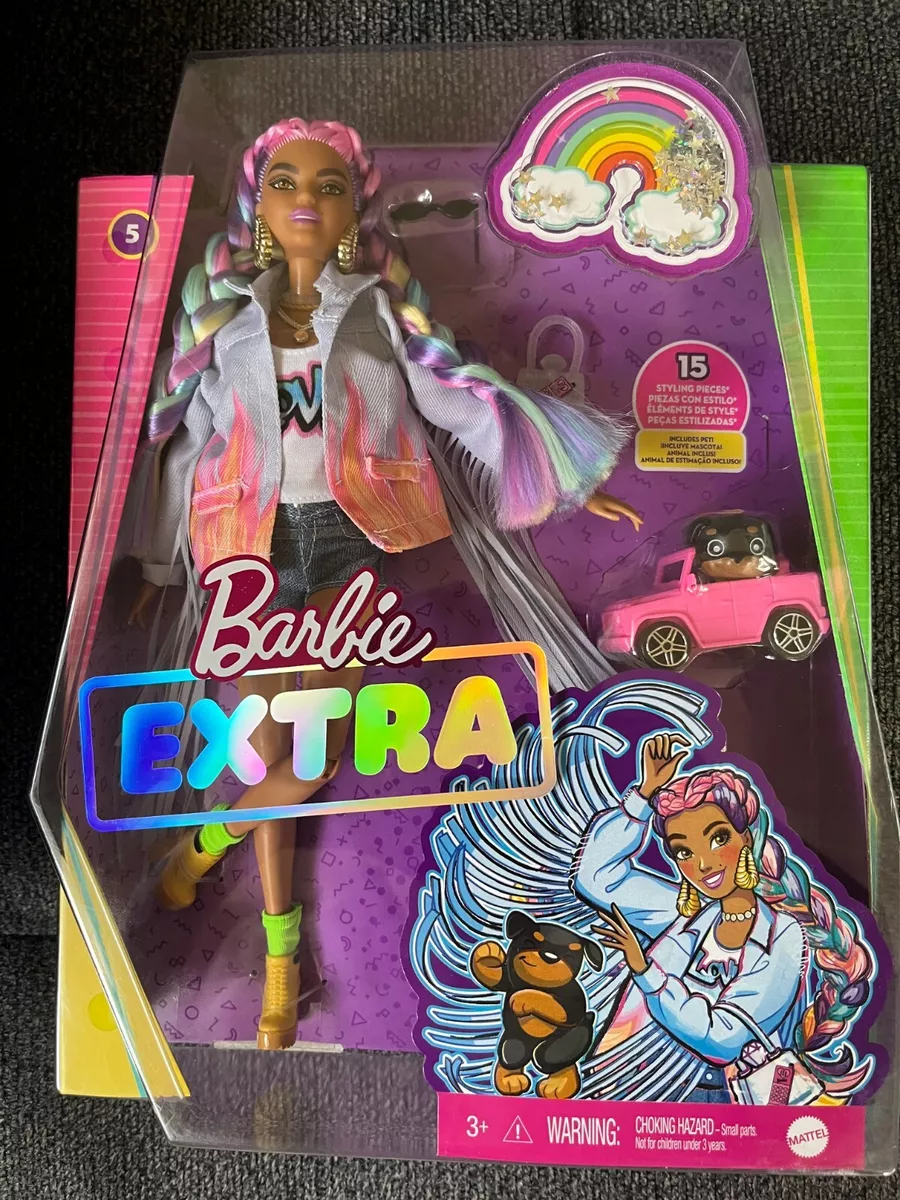 5
15
STYLING PIECES*
PIEZAS CON ESTILO*
ÉLÉMENTS DE STYLE*
PEÇAS ESTILIZADAS*
INCLUDES PET!
¡INCLUYE MASCOTA!
ANIMAL INCLUS!
ANIMAL DE ESTIMAÇÃO INCLUSO!
Barbie
EXTRA
3+
WARNING:
CHOKING HAZARD – Small parts.
Not for children under 3 years.
MATTEL